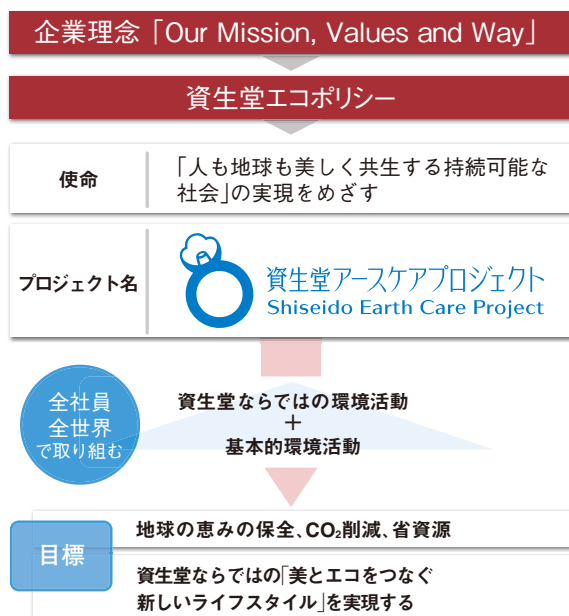 企業理念「Our Mission, Values and Way」
資生堂エコポリシー
使命
「人も地球も美しく共生する持続可能な
社会」の実現をめざす
プロジェクト名
資生堂アースケアプロジェクト
Shiseido Earth Care Project
全社員
全世界
で取り組む
資生堂ならではの環境活動
+
基本的環境活動
目標
地球の恵みの保全、CO₂削減、省資源
資生堂ならではの「美とエコをつなぐ
新しいライフスタイル」を実現する